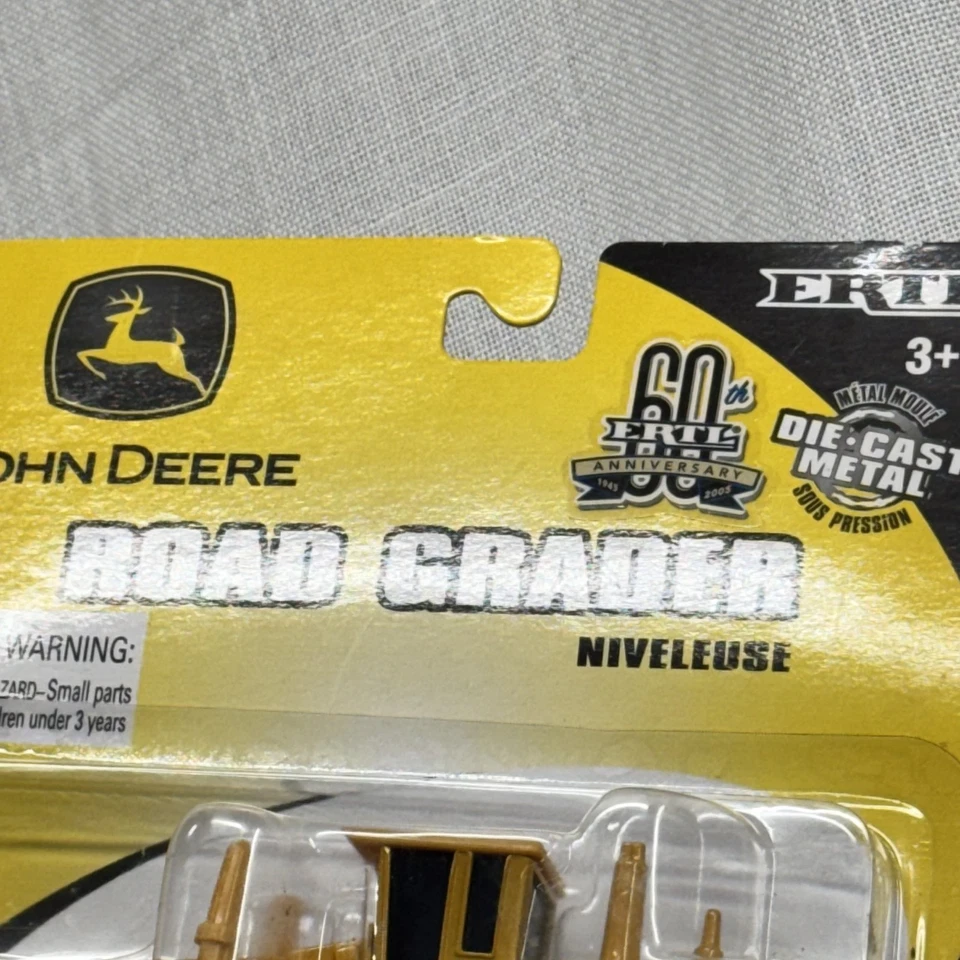 ERTL
3+
60th
ERTL
ANNIVERSARY
1945 2005
MÉTAL MOULÉ
DIE-CAST
METAL
SOUS PRESSION
OHN DEERE
ROAD GRADER
NIVELEUSE
WARNING:
ZARD–Small parts
dren under 3 years